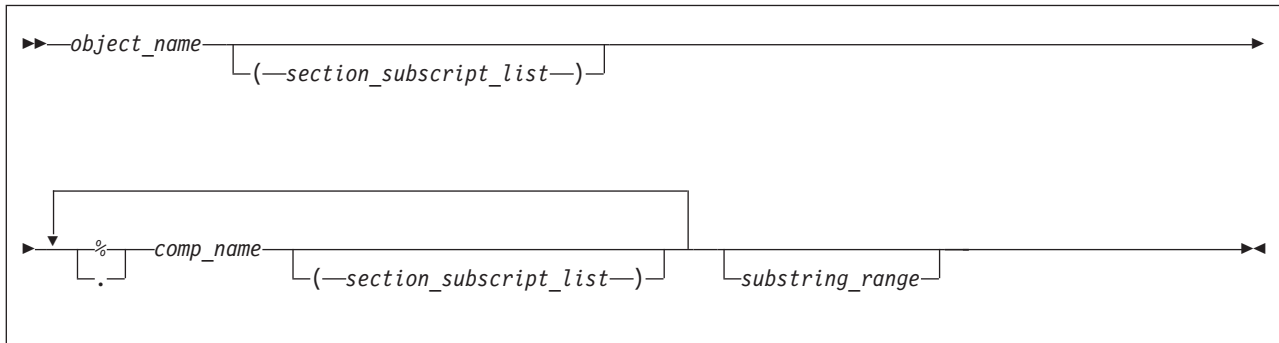 object_name
(section_subscript_list)
% comp_name
. (section_subscript_list) substring_range